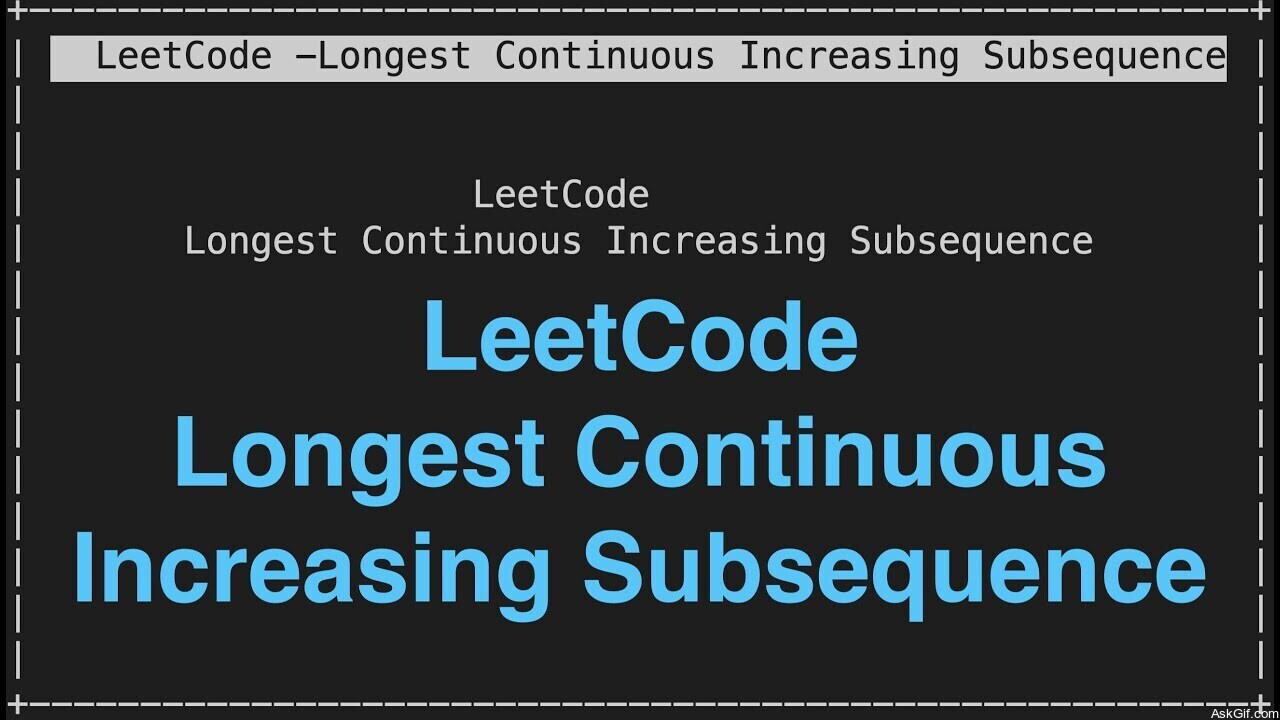 LeetCode –Longest Continuous Increasing Subsequence
LeetCode
Longest Continuous Increasing Subsequence
LeetCode
Longest Continuous
Increasing Subsequence
AskGif.com